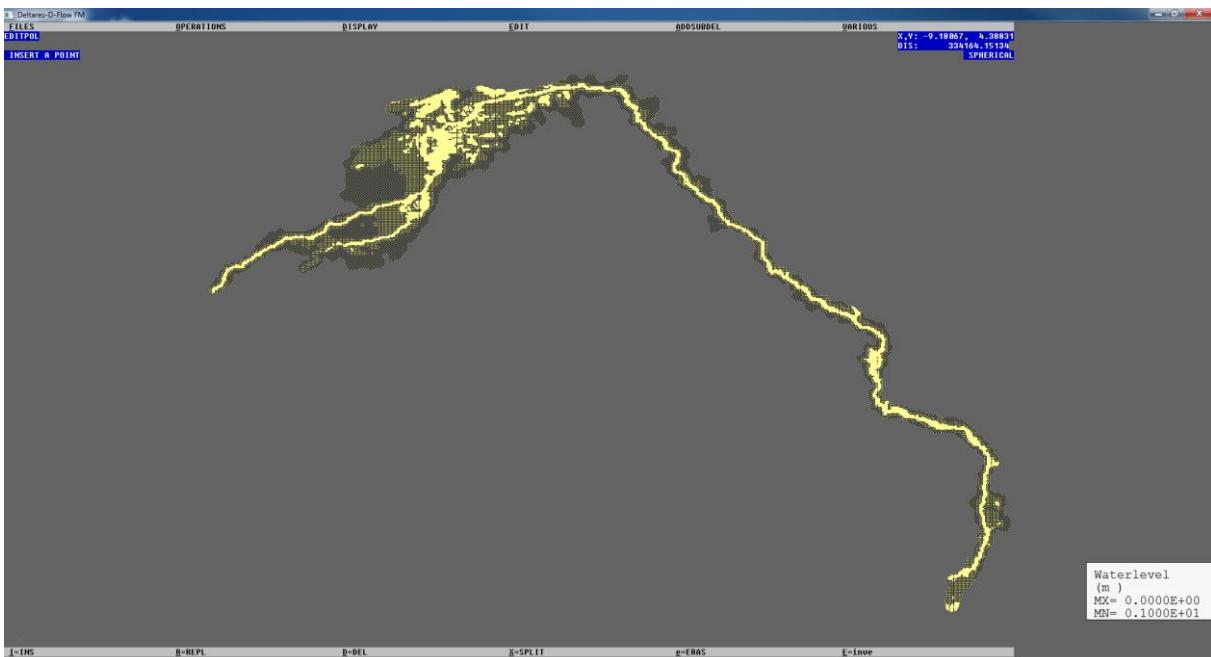 Deltares-D-Flow FM
FILES OPERATIONS DISPLAY EDIT ADDSUBDEL VARIOUS
EDITPOL X,Y: -9.18067, 4.38831
DIS: 334164.15134
INSERT A POINT SPHERICAL
Waterlevel
(m )
MX= 0.0000E+00
MN= 0.1000E+01
I=INS R=REPL D=DEL X=SPLIT e=ERAS E=inve